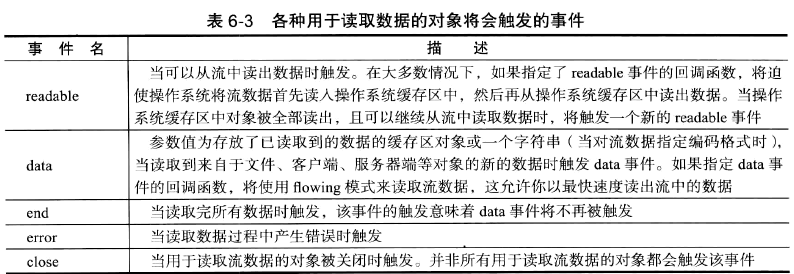 表 6-3 各种用于读取数据的对象将会触发的事件
事 件 名 描 述
readable 当可以从流中读出数据时触发。在大多数情况下，如果指定了 readable 事件的回调函数，将迫
使操作系统将流数据首先读入操作系统缓存区中，然后再从操作系统缓存区中读出数据。当操作
系统缓存区中对象被全部读出，且可以继续从流中读取数据时，将触发一个新的 readable 事件
data 参数值为存放了已读取到的数据的缓存区对象或一个字符串（当对流数据指定编码格式时），
当读取到来自于文件、客户端、服务器端等对象的新的数据时触发 data 事件。如果指定 data 事
件的回调函数，将使用 flowing 模式来读取流数据，这允许你以最快速度读出流中的数据
end 当读取完所有数据时触发，该事件的触发意味着 data 事件将不再被触发
error 当读取数据过程中产生错误时触发
close 当用于读取流数据的对象被关闭时触发。并非所有用于读取流数据的对象都会触发该事件